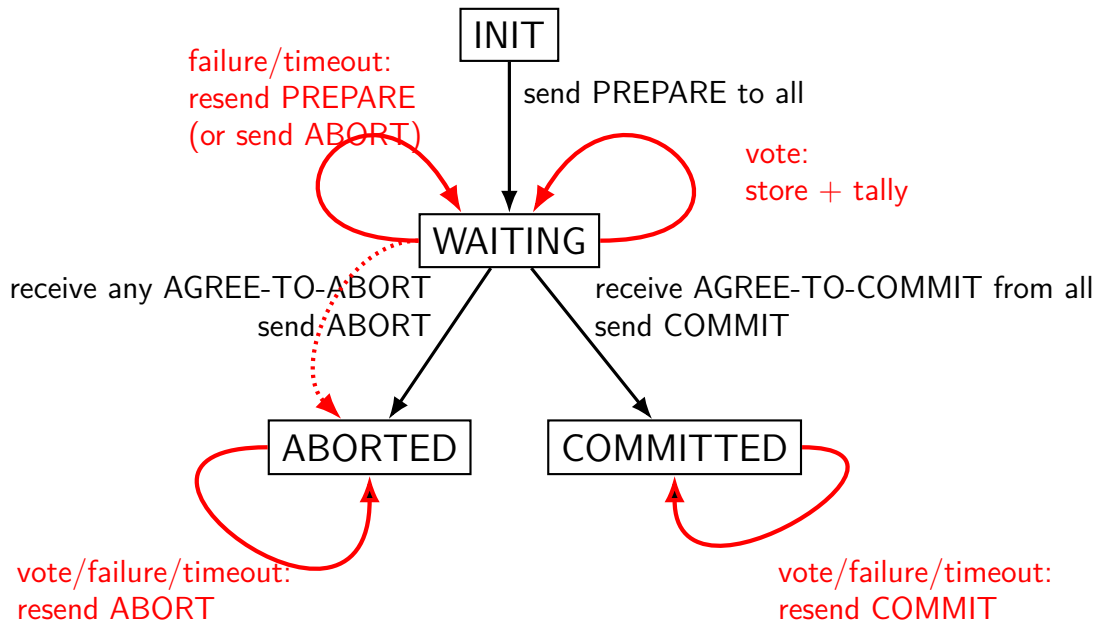 INIT
failure/timeout:
resend PREPARE
(or send ABORT)
send PREPARE to all
vote:
store + tally
WAITING
receive any AGREE-TO-ABORT
send ABORT
receive AGREE-TO-COMMIT from all
send COMMIT
ABORTED
COMMITTED
vote/failure/timeout:
resend ABORT
vote/failure/timeout:
resend COMMIT